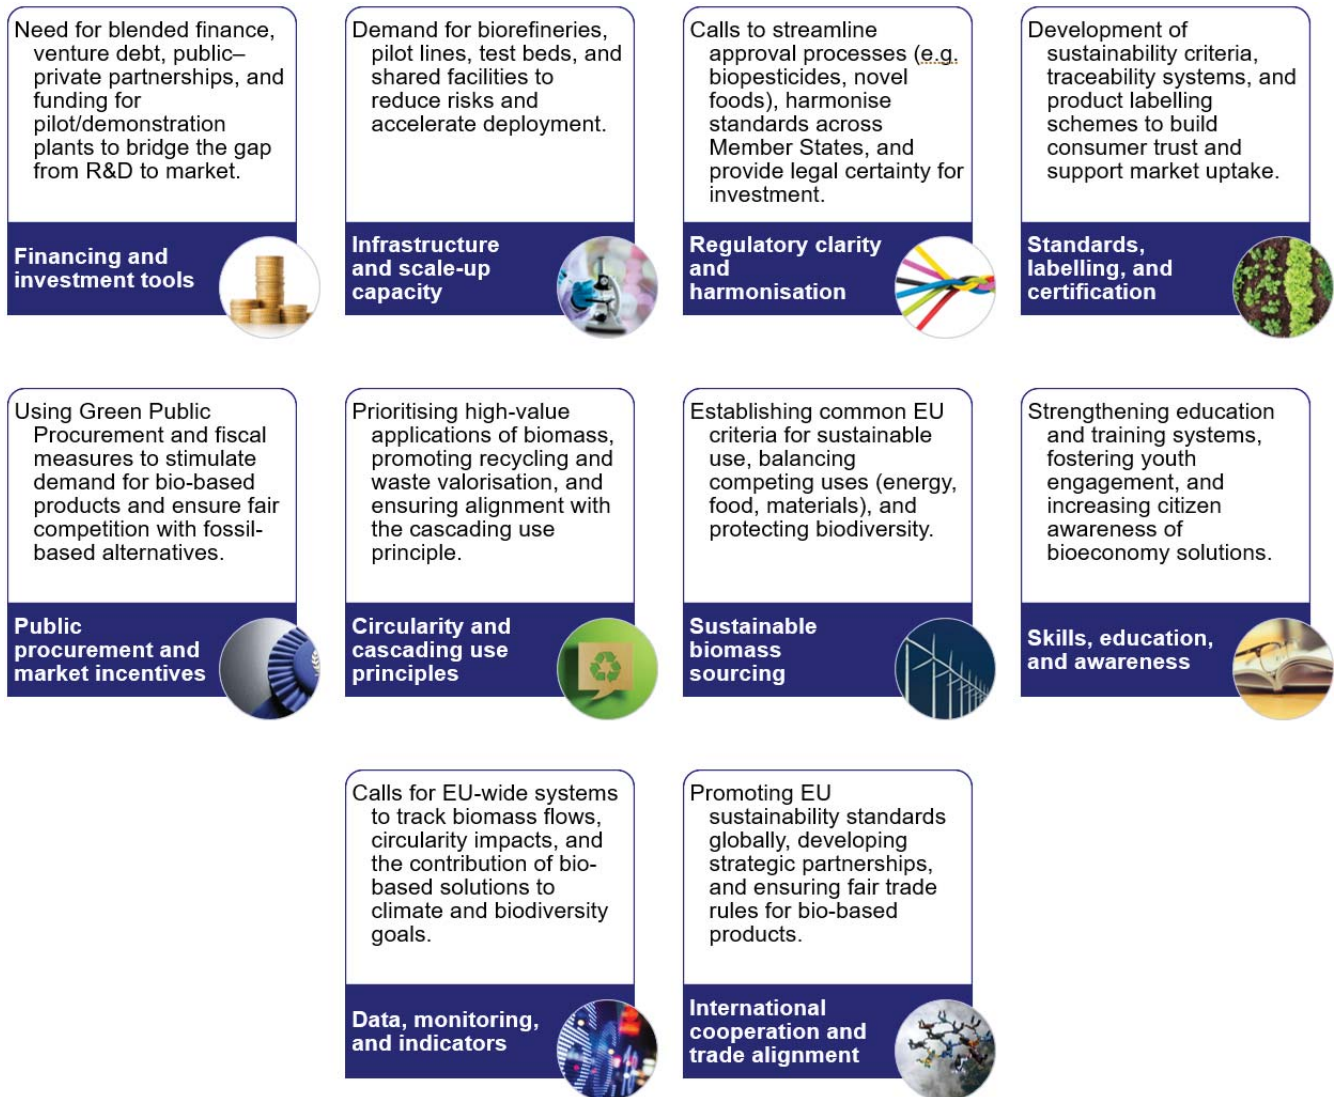 Need for blended finance,
venture debt, public–
private partnerships, and
funding for
pilot/demonstration
plants to bridge the gap
from R&D to market.
Financing and
investment tools
Demand for biorefineries,
pilot lines, test beds, and
shared facilities to
reduce risks and
accelerate deployment.
Infrastructure
and scale-up
capacity
Calls to streamline
approval processes (e.g.
biopesticides, novel
foods), harmonise
standards across
Member States, and
provide legal certainty for
investment.
Regulatory clarity
and
harmonisation
Development of
sustainability criteria,
traceability systems, and
product labelling
schemes to build
consumer trust and
support market uptake.
Standards,
labelling, and
certification
Using Green Public
Procurement and fiscal
measures to stimulate
demand for bio-based
products and ensure fair
competition with fossil-
based alternatives.
Public
procurement and
market incentives
Prioritising high-value
applications of biomass,
promoting recycling and
waste valorisation, and
ensuring alignment with
the cascading use
principle.
Circularity and
cascading use
principles
Establishing common EU
criteria for sustainable
use, balancing
competing uses (energy,
food, materials), and
protecting biodiversity.
Sustainable
biomass
sourcing
Strengthening education
and training systems,
fostering youth
engagement, and
increasing citizen
awareness of
bioeconomy solutions.
Skills, education,
and awareness
Calls for EU-wide systems
to track biomass flows,
circularity impacts, and
the contribution of bio-
based solutions to
climate and biodiversity
goals.
Data, monitoring,
and indicators
Promoting EU
sustainability standards
globally, developing
strategic partnerships,
and ensuring fair trade
rules for bio-based
products.
International
cooperation and
trade alignment